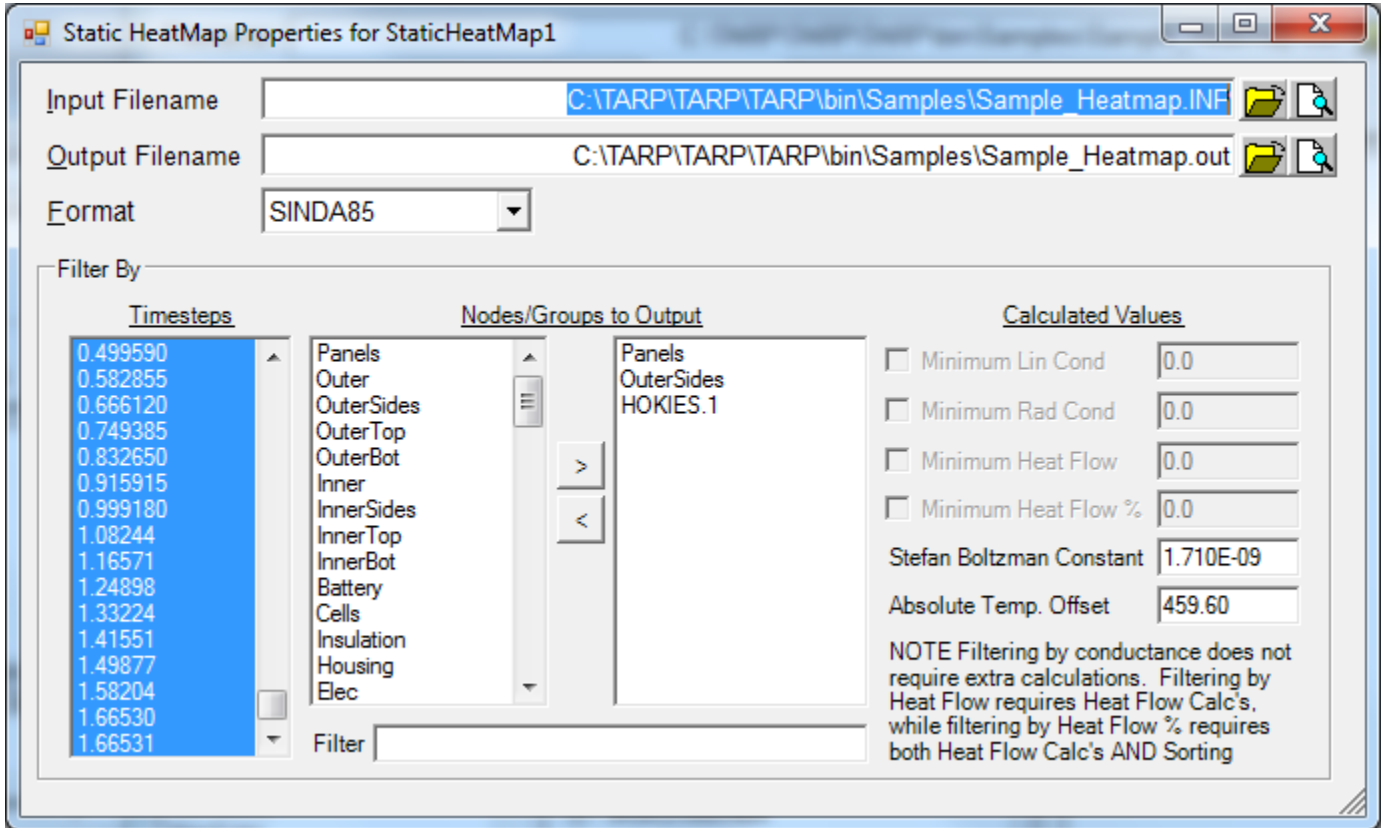 Static HeatMap Properties for StaticHeatMap1
Input Filename
C:\TARP\TARP\TARP\bin\Samples\Sample_Heatmap.INF
Output Filename
C:\TARP\TARP\TARP\bin\Samples\Sample_Heatmap.out
Format
SINDA85
Filter By
Timesteps
0.499590
0.582855
0.666120
0.749385
0.832650
0.915915
0.999180
1.08244
1.16571
1.24898
1.33224
1.41551
1.49877
1.58204
1.66530
1.66531
Nodes/Groups to Output
Panels
Outer
OuterSides
OuterTop
OuterBot
Inner
InnerSides
InnerTop
InnerBot
Battery
Cells
Insulation
Housing
Elec
>
<
Panels
OuterSides
HOKIES.1
Filter
Calculated Values
Minimum Lin Cond 0.0
Minimum Rad Cond 0.0
Minimum Heat Flow 0.0
Minimum Heat Flow % 0.0
Stefan Boltzman Constant 1.710E-09
Absolute Temp. Offset 459.60
NOTE Filtering by conductance does not
require extra calculations. Filtering by
Heat Flow requires Heat Flow Calc's,
while filtering by Heat Flow % requires
both Heat Flow Calc's AND Sorting